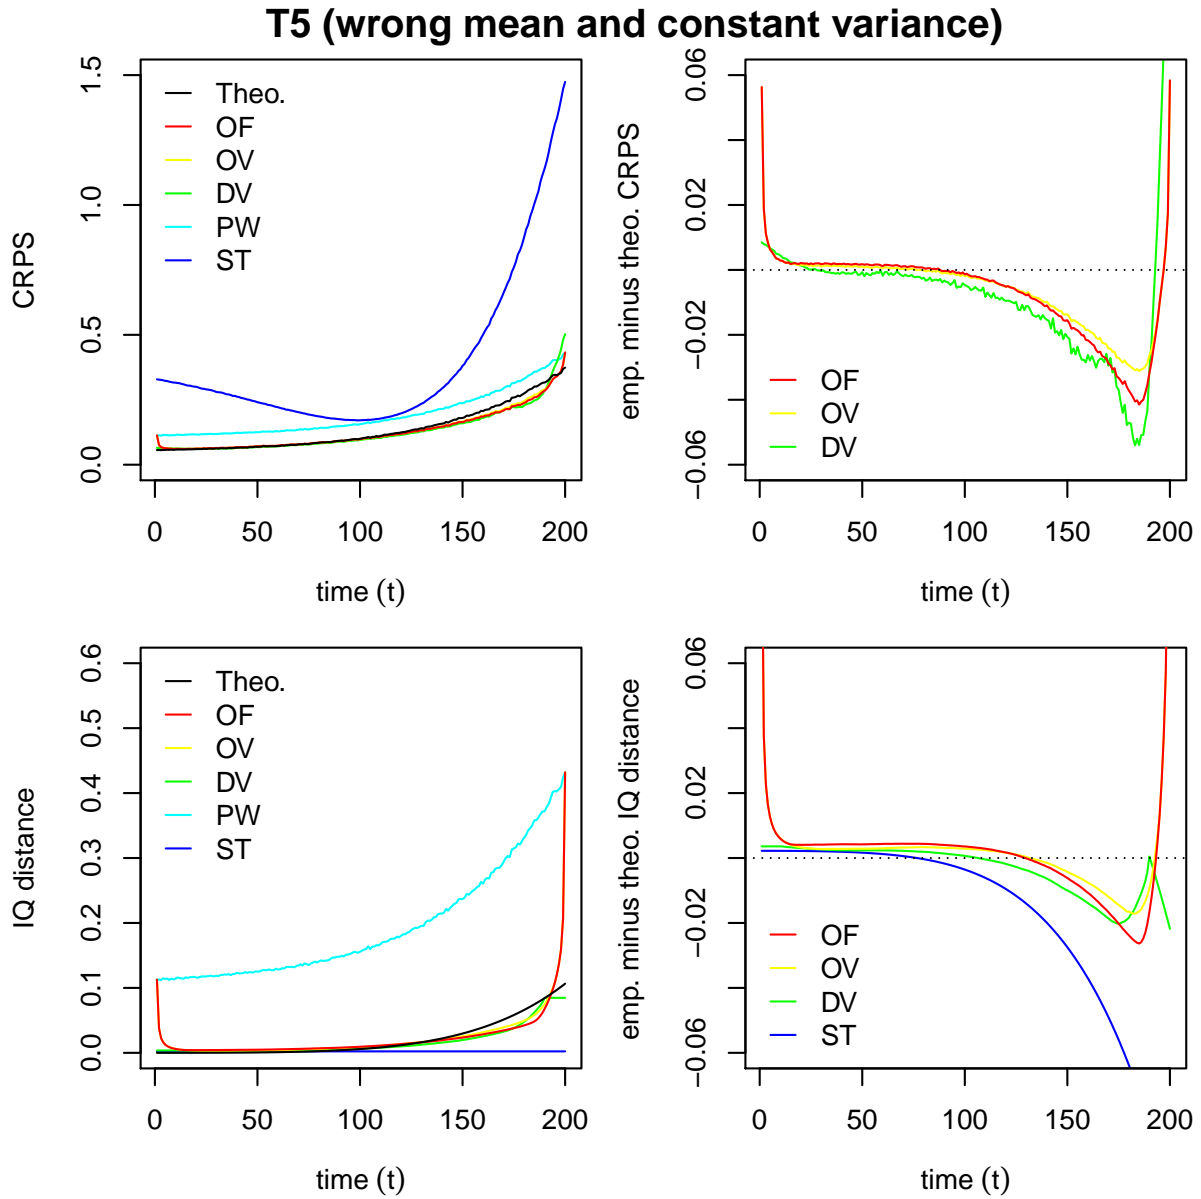 T5 (wrong mean and constant variance)
CRPS
1.5
1.0
0.5
0.0
Theo.
OF
OV
DV
PW
ST
0 50 100 150 200
time (t)
emp. minus theo. CRPS
0.06
0.02
−0.02
−0.06
OF
OV
DV
0 50 100 150 200
time (t)
IQ distance
0.6
0.5
0.4
0.3
0.2
0.1
0.0
Theo.
OF
OV
DV
PW
ST
0 50 100 150 200
time (t)
emp. minus theo. IQ distance
0.06
0.02
−0.02
−0.06
OF
OV
DV
ST
0 50 100 150 200
time (t)